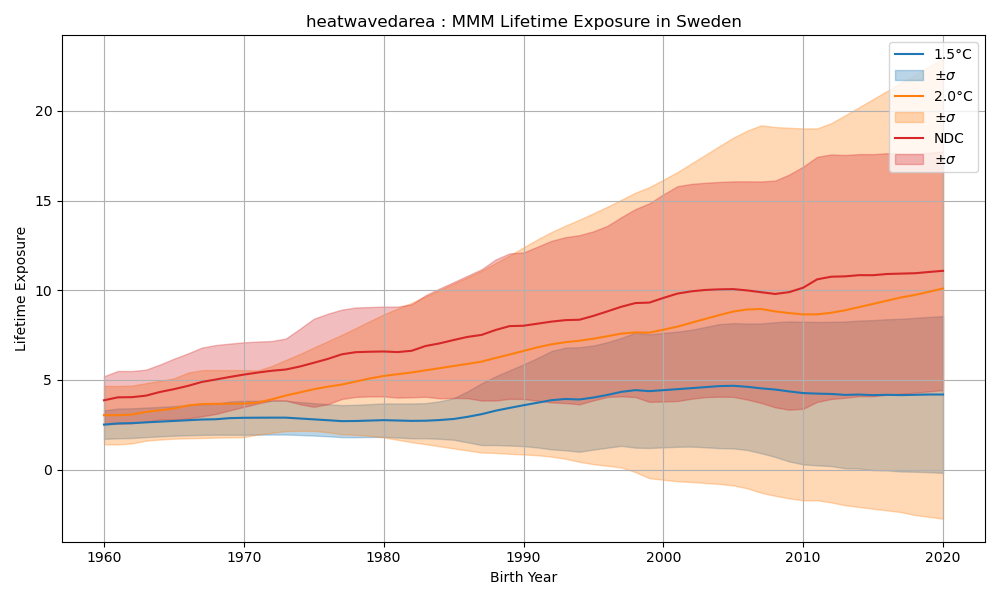 heatwavedarea : MMM Lifetime Exposure in Sweden
1.5°C
±σ
2.0°C
±σ
NDC
±σ
Lifetime Exposure
20
15
10
5
0
1960 1970 1980 1990 2000 2010 2020
Birth Year